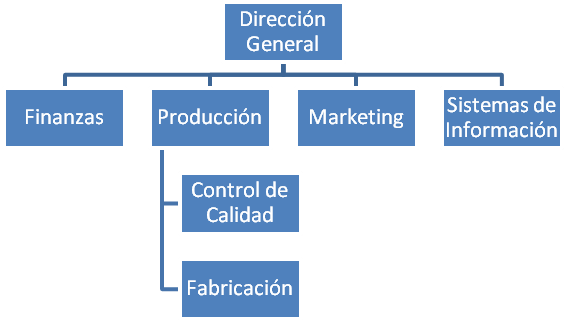 Dirección
General
Finanzas
Producción
Marketing
Sistemas de
Información
Control de
Calidad
Fabricación